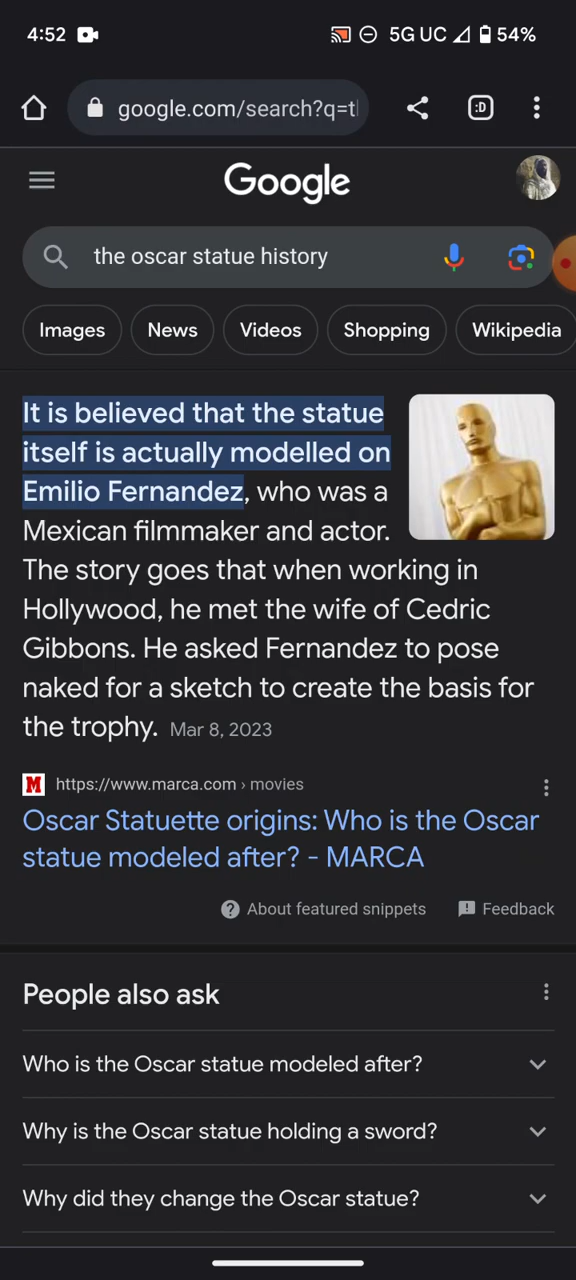 4:52 5G UC 54%
google.com/search?q=tl :D
Google
the oscar statue history
Images News Videos Shopping Wikipedia
It is believed that the statue
itself is actually modelled on
Emilio Fernandez, who was a
Mexican filmmaker and actor.
The story goes that when working in
Hollywood, he met the wife of Cedric
Gibbons. He asked Fernandez to pose
naked for a sketch to create the basis for
the trophy. Mar 8, 2023
M https://www.marca.com › movies
Oscar Statuette origins: Who is the Oscar
statue modeled after? - MARCA
About featured snippets Feedback
People also ask
Who is the Oscar statue modeled after?
Why is the Oscar statue holding a sword?
Why did they change the Oscar statue?